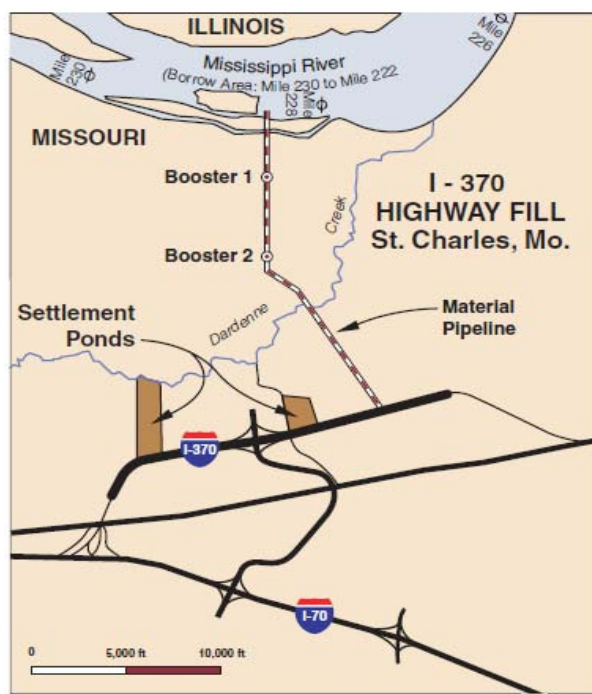 ILLINOIS
Mississippi River
(Borrow Area: Mile 230 to Mile 222
Mile
230
Mile
228
Mile
226
MISSOURI
Booster 1
I - 370
HIGHWAY FILL
St. Charles, Mo.
Creek
Booster 2
Settlement
Ponds
Dardenne
Material
Pipeline
I-370
I-70
0
5,000 ft
10,000 ft